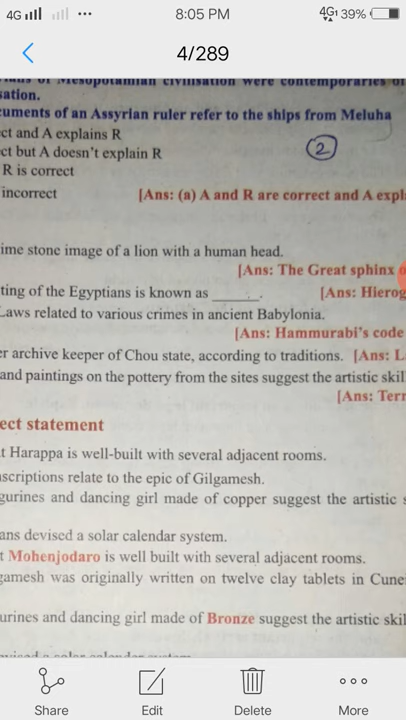 4G 8:05 PM 4G 39%
4/289
Mesopotamian civilisation were contemporaries of
sation.
cuments of an Assyrian ruler refer to the ships from Meluha
ct and A explains R
ct but A doesn't explain R
2
R is correct
incorrect [Ans: (a) A and R are correct and A expl
ime stone image of a lion with a human head.
[Ans: The Great sphinx
ting of the Egyptians is known as ______. [Ans: Hierog
Laws related to various crimes in ancient Babylonia.
[Ans: Hammurabi's code
er archive keeper of Chou state, according to traditions. [Ans: L
and paintings on the pottery from the sites suggest the artistic skil
[Ans: Terr
ect statement
t Harappa is well-built with several adjacent rooms.
scriptions relate to the epic of Gilgamesh.
gurines and dancing girl made of copper suggest the artistic s
ans devised a solar calendar system.
t Mohenjodaro is well built with several adjacent rooms.
gamesh was originally written on twelve clay tablets in Cune
urines and dancing girl made of Bronze suggest the artistic skil
Share Edit Delete More